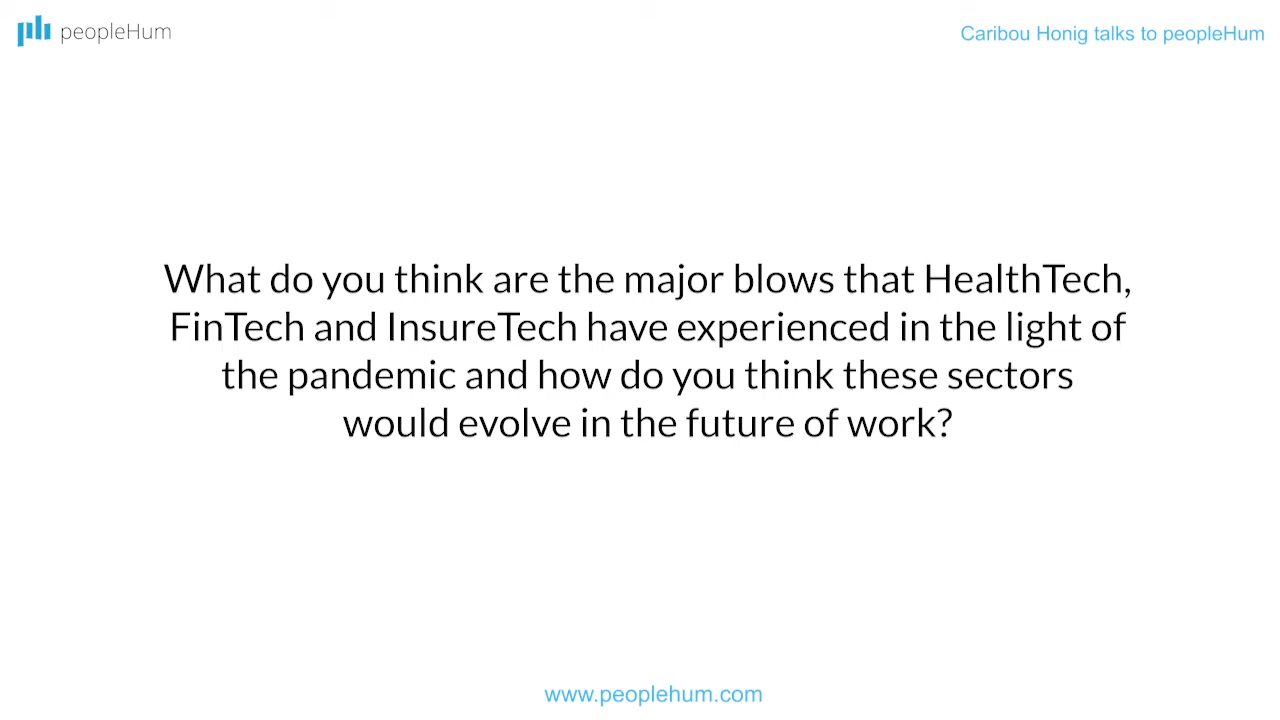 peopleHum
Caribou Honig talks to peopleHum
What do you think are the major blows that HealthTech,
FinTech and InsureTech have experienced in the light of
the pandemic and how do you think these sectors
would evolve in the future of work?
www.peoplehum.com